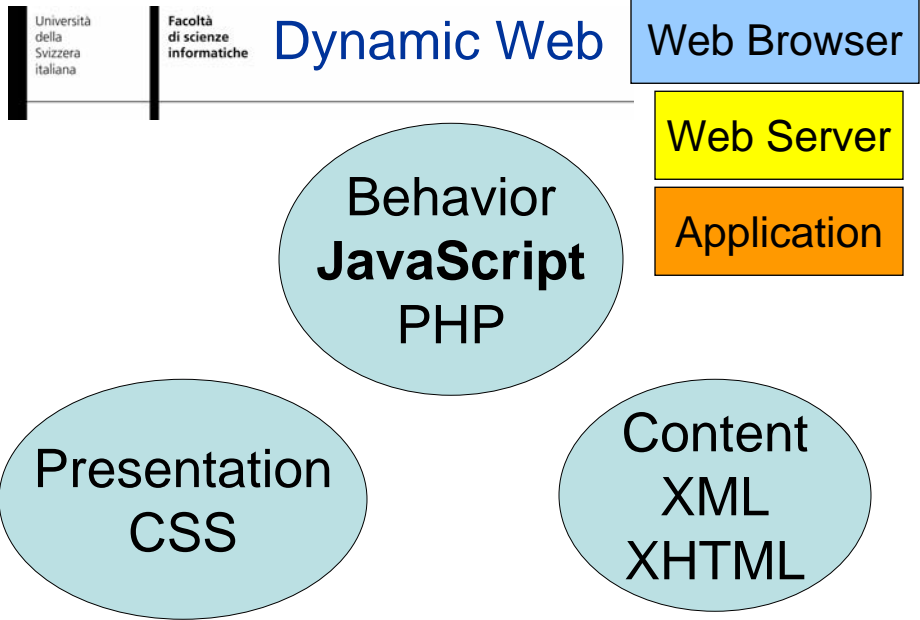 Università
della
Svizzera
italiana
Facoltà
di scienze
informatiche
Dynamic Web
Web Browser
Web Server
Application
Behavior
JavaScript
PHP
Presentation
CSS
Content
XML
XHTML